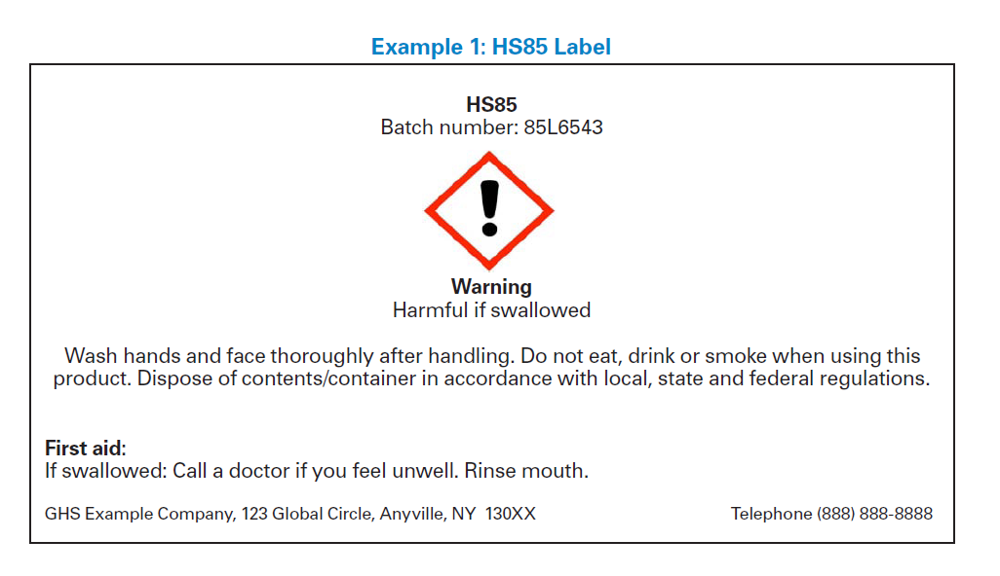 Example 1: HS85 Label
HS85
Batch number: 85L6543
Warning
Harmful if swallowed
Wash hands and face thoroughly after handling. Do not eat, drink or smoke when using this
product. Dispose of contents/container in accordance with local, state and federal regulations.
First aid:
If swallowed: Call a doctor if you feel unwell. Rinse mouth.
GHS Example Company, 123 Global Circle, Anyville, NY 130XX Telephone (888) 888-8888